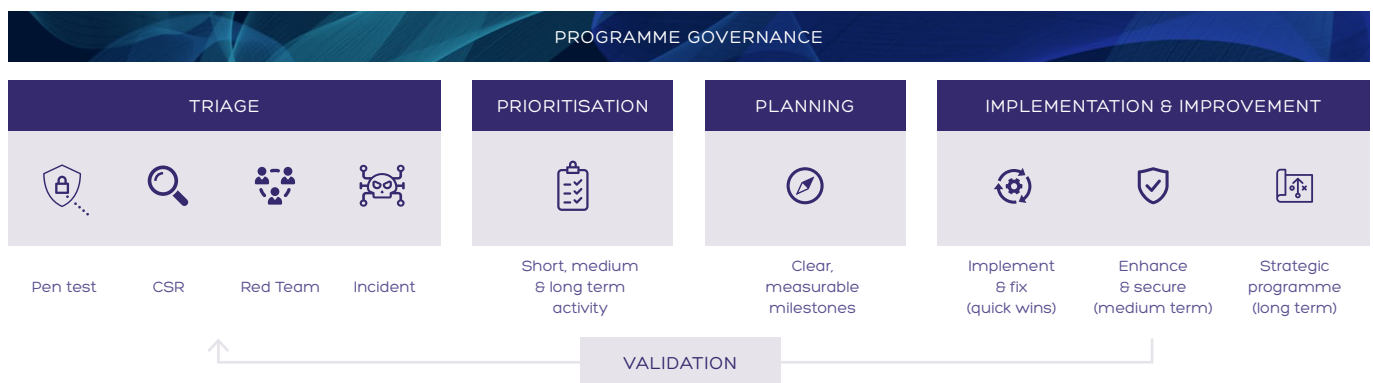 PROGRAMME GOVERNANCE
TRIAGE
PRIORITISATION
PLANNING
IMPLEMENTATION & IMPROVEMENT
Pen test
CSR
Red Team
Incident
Short, medium
& long term
activity
Clear,
measurable
milestones
Implement
& fix
(quick wins)
Enhance
& secure
(medium term)
Strategic
programme
(long term)
VALIDATION